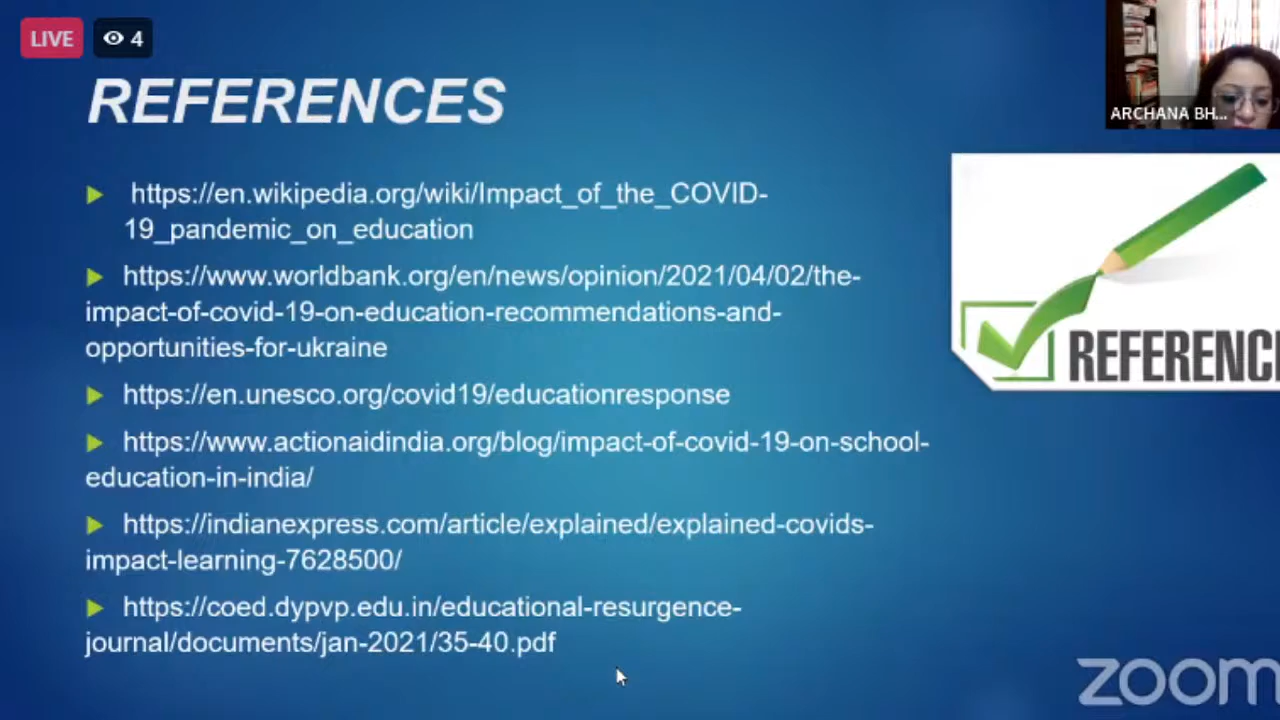 LIVE 4
REFERENCES
ARCHANA BH...
https://en.wikipedia.org/wiki/Impact_of_the_COVID-
19_pandemic_on_education
https://www.worldbank.org/en/news/opinion/2021/04/02/the-
impact-of-covid-19-on-education-recommendations-and-
opportunities-for-ukraine
https://en.unesco.org/covid19/educationresponse
https://www.actionaidindia.org/blog/impact-of-covid-19-on-school-
education-in-india/
https://indianexpress.com/article/explained/explained-covids-
impact-learning-7628500/
https://coed.dypvp.edu.in/educational-resurgence-
journal/documents/jan-2021/35-40.pdf
REFERENC
zoom